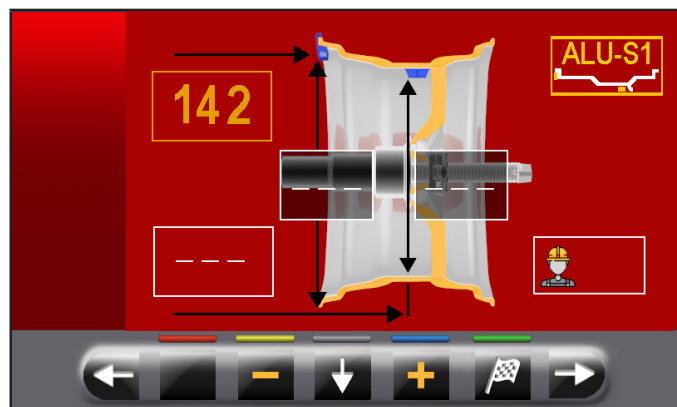 ALU-S1
142
— — —
— — —
— — —